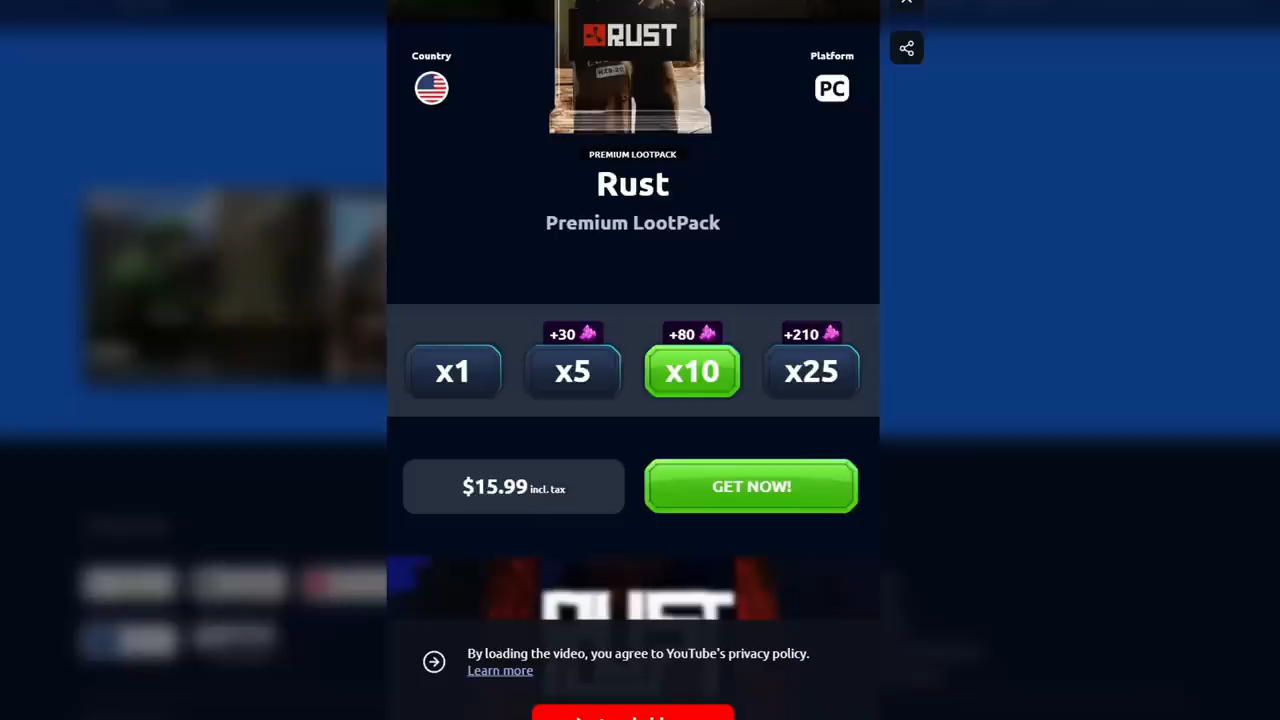 RUST
Country
Platform
PC
PREMIUM LOOTPACK
Rust
Premium LootPack
+30
+80
+210
x1
x5
x10
x25
$15.99 incl. tax
GET NOW!
RUST
By loading the video, you agree to YouTube's privacy policy.
Learn more